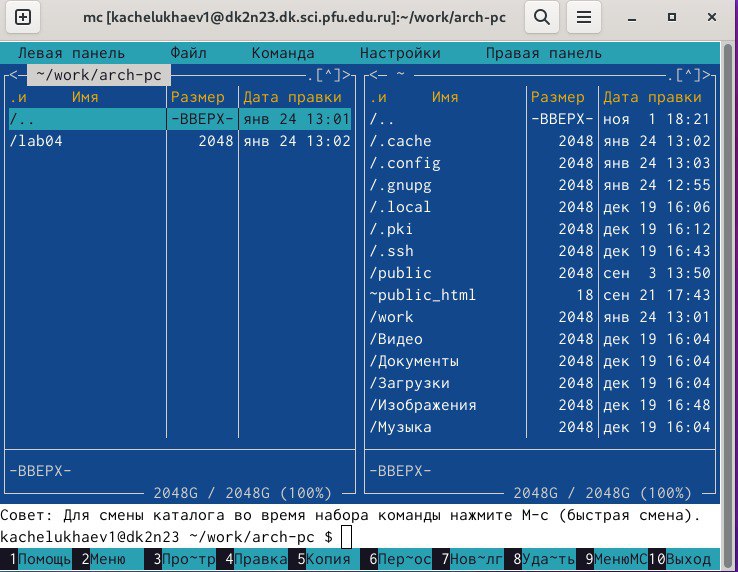 mc [kachelukhaev1@dk2n23.dk.sci.pfu.edu.ru]:~/work/arch-pc
Левая панель Файл Команда Настройки Правая панель
<─ ~/work/arch-pc .[^]>
.и Имя Размер Дата правки
/.. -ВВЕРХ- янв 24 13:01
/lab04 2048 янв 24 13:02
-ВВЕРХ-
2048G / 2048G (100%)
<─ ~ .[^]>
.и Имя Размер Дата правки
/.. -ВВЕРХ- ноя 1 18:21
/.cache 2048 янв 24 13:02
/.config 2048 янв 24 13:03
/.gnupg 2048 янв 24 12:55
/.local 2048 дек 19 16:06
/.pki 2048 дек 19 16:12
/.ssh 2048 дек 19 16:43
/public 2048 сен 3 13:50
~public_html 18 сен 21 17:43
/work 2048 янв 24 13:01
/Видео 2048 дек 19 16:04
/Документы 2048 дек 19 16:04
/Загрузки 2048 дек 19 16:04
/Изображения 2048 дек 19 16:48
/Музыка 2048 дек 19 16:04
-ВВЕРХ-
2048G / 2048G (100%)
Совет: Для смены каталога во время набора команды нажмите M-c (быстрая смена).
kachelukhaev1@dk2n23 ~/work/arch-pc $
1Помощь 2Меню 3Про~тр 4Правка 5Копия 6Пер~ос 7Нов~лг 8Уда~ть 9МенюMC 10Выход